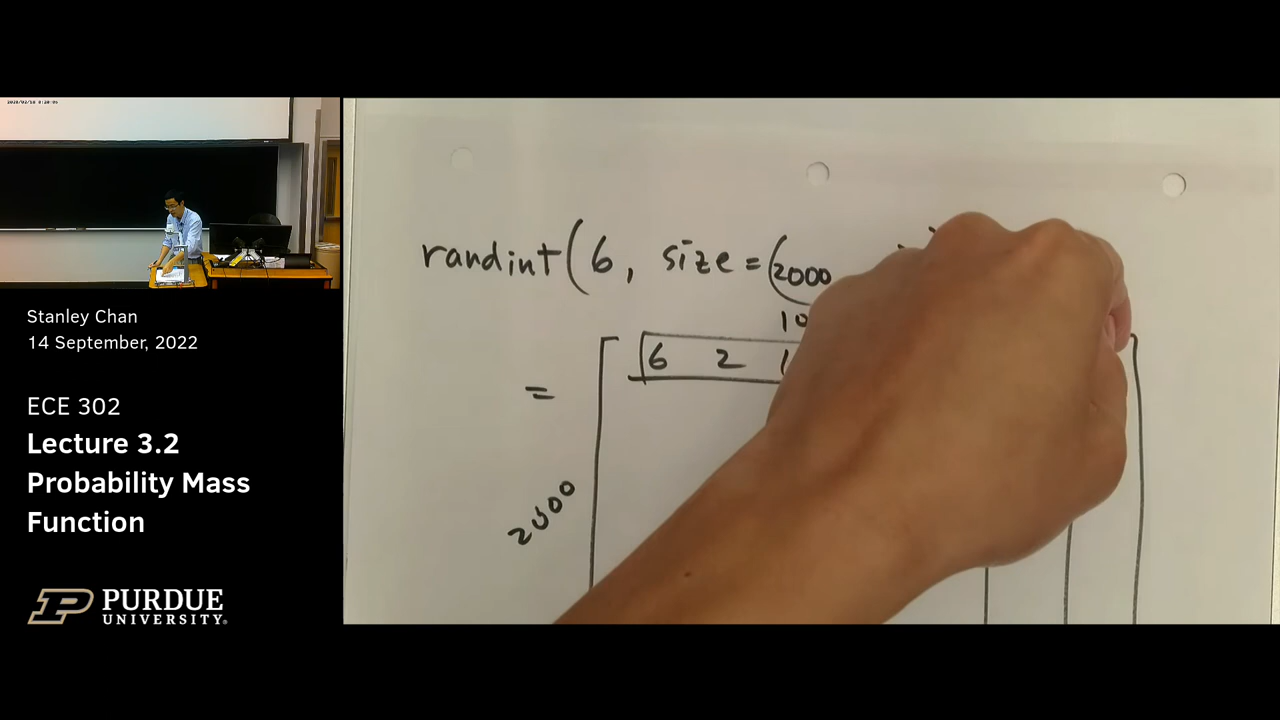 Stanley Chan
14 September, 2022
ECE 302
Lecture 3.2
Probability Mass
Function
PURDUE
UNIVERSITY.
randint(6, size=(2000
10
= [ 6 2 1
2000